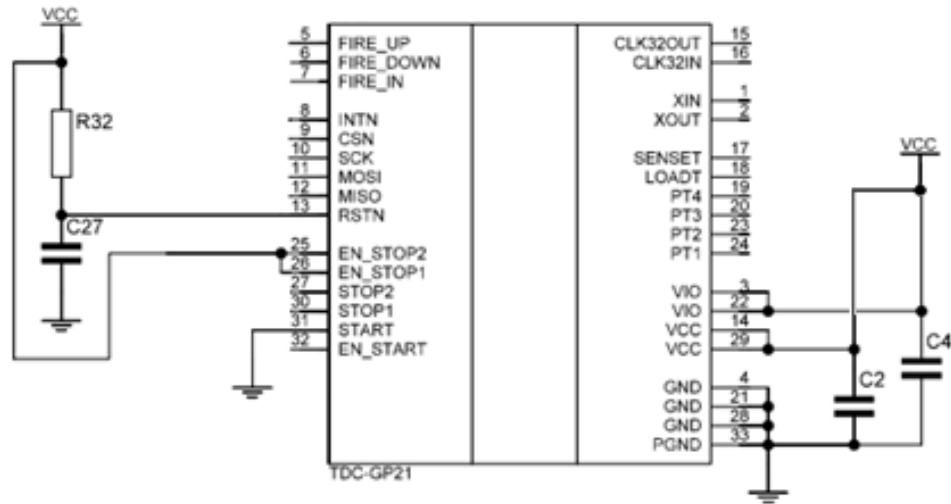 VCC
R32
C27
5 FIRE_UP
6 FIRE_DOWN
7 FIRE_IN
8 INTN
9 CSN
10 SCK
11 MOSI
12 MISO
13 RSTN
25 EN_STOP2
26 EN_STOP1
27 STOP2
30 STOP1
31 START
32 EN_START
CLK32OUT 15
CLK32IN 16
XIN 1
XOUT 2
SENSET 17
LOADT 18
PT4 19
PT3 20
PT2 23
PT1 24
VIO 3
VIO 22
VCC 14
VCC 29
GND 4
GND 21
GND 28
PGND 33
TDC-GP21
VCC
C4
C2